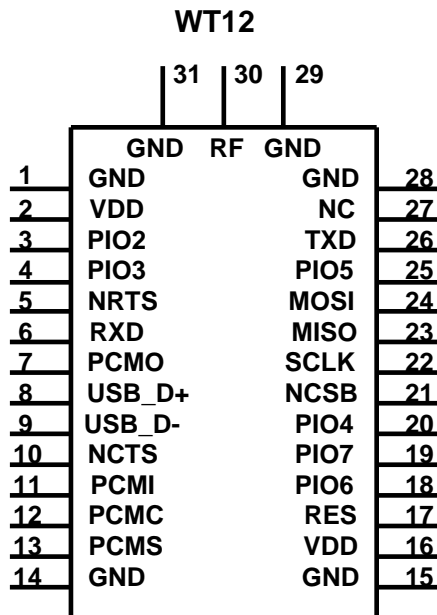 WT12
31 30 29
GND RF GND
1 GND GND 28
2 VDD NC 27
3 PIO2 TXD 26
4 PIO3 PIO5 25
5 NRTS MOSI 24
6 RXD MISO 23
7 PCMO SCLK 22
8 USB_D+ NCSB 21
9 USB_D- PIO4 20
10 NCTS PIO7 19
11 PCMI PIO6 18
12 PCMC RES 17
13 PCMS VDD 16
14 GND GND 15